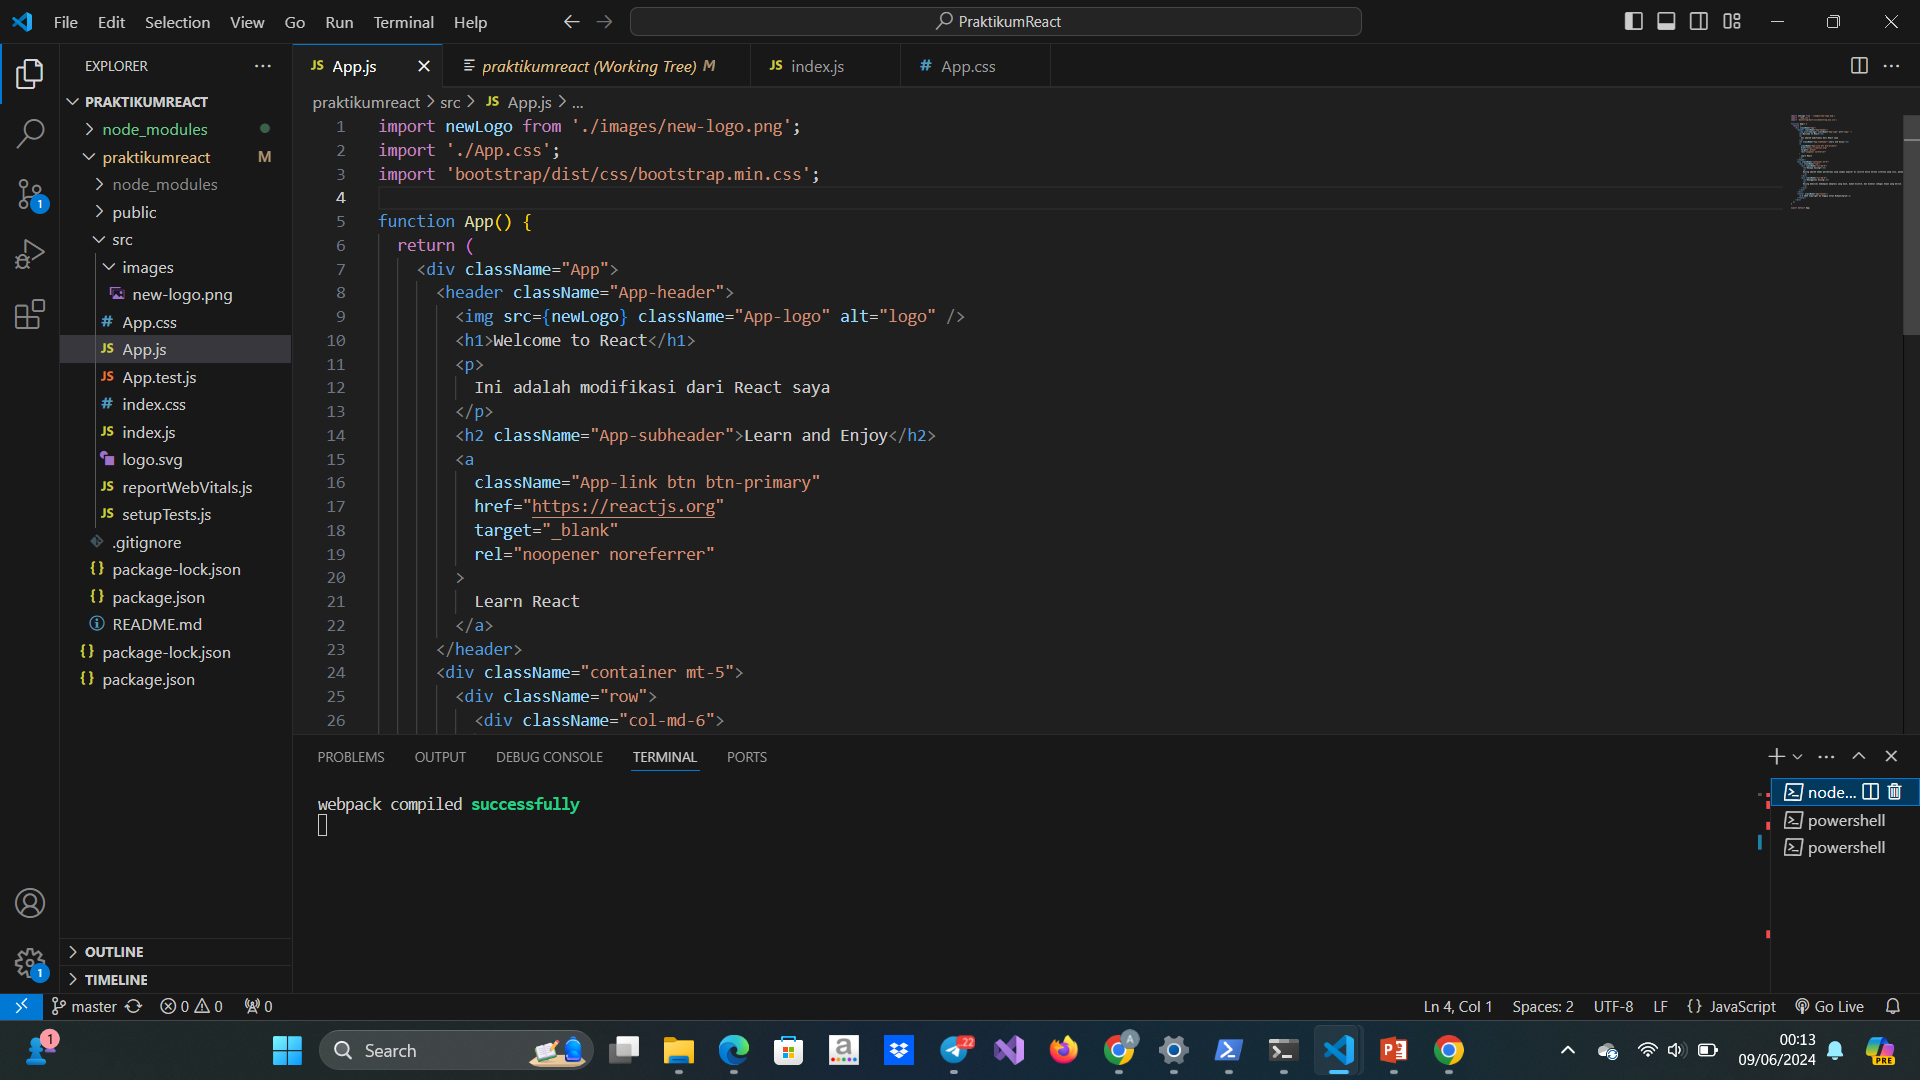 File Edit Selection View Go Run Terminal Help
PraktikumReact
EXPLORER
PRAKTIKUMREACT
node_modules
praktikumreact M
node_modules
public
src
images
new-logo.png
App.css
App.js
App.test.js
index.css
index.js
logo.svg
reportWebVitals.js
setupTests.js
.gitignore
package-lock.json
package.json
README.md
package-lock.json
package.json
OUTLINE
TIMELINE
JS App.js praktikumreact (Working Tree) M JS index.js # App.css
praktikumreact > src > JS App.js > ...
1 import newLogo from './images/new-logo.png';
2 import './App.css';
3 import 'bootstrap/dist/css/bootstrap.min.css';
4
5 function App() {
6 return (
7 <div className="App">
8 <header className="App-header">
9 <img src={newLogo} className="App-logo" alt="logo" />
10 <h1>Welcome to React</h1>
11 <p>
12 Ini adalah modifikasi dari React saya
13 </p>
14 <h2 className="App-subheader">Learn and Enjoy</h2>
15 <a
16 className="App-link btn btn-primary"
17 href="https://reactjs.org"
18 target="_blank"
19 rel="noopener noreferrer"
20 >
21 Learn React
22 </a>
23 </header>
24 <div className="container mt-5">
25 <div className="row">
26 <div className="col-md-6">
PROBLEMS OUTPUT DEBUG CONSOLE TERMINAL PORTS
webpack compiled successfully
node...
powershell
powershell
1
1
master 0 0 0
Ln 4, Col 1 Spaces: 2 UTF-8 LF {} JavaScript Go Live
1
Search
22
A
00:13
09/06/2024
PRE